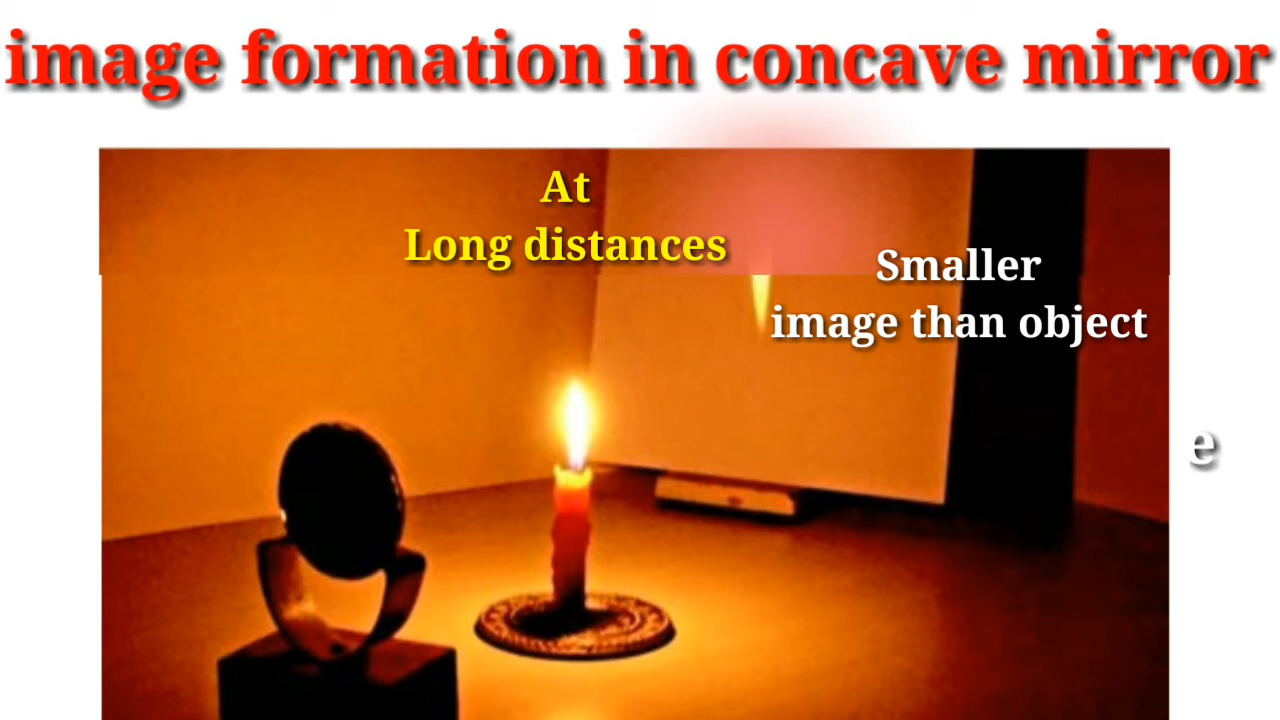 image formation in concave mirror
At
Long distances
Smaller
image than object
e